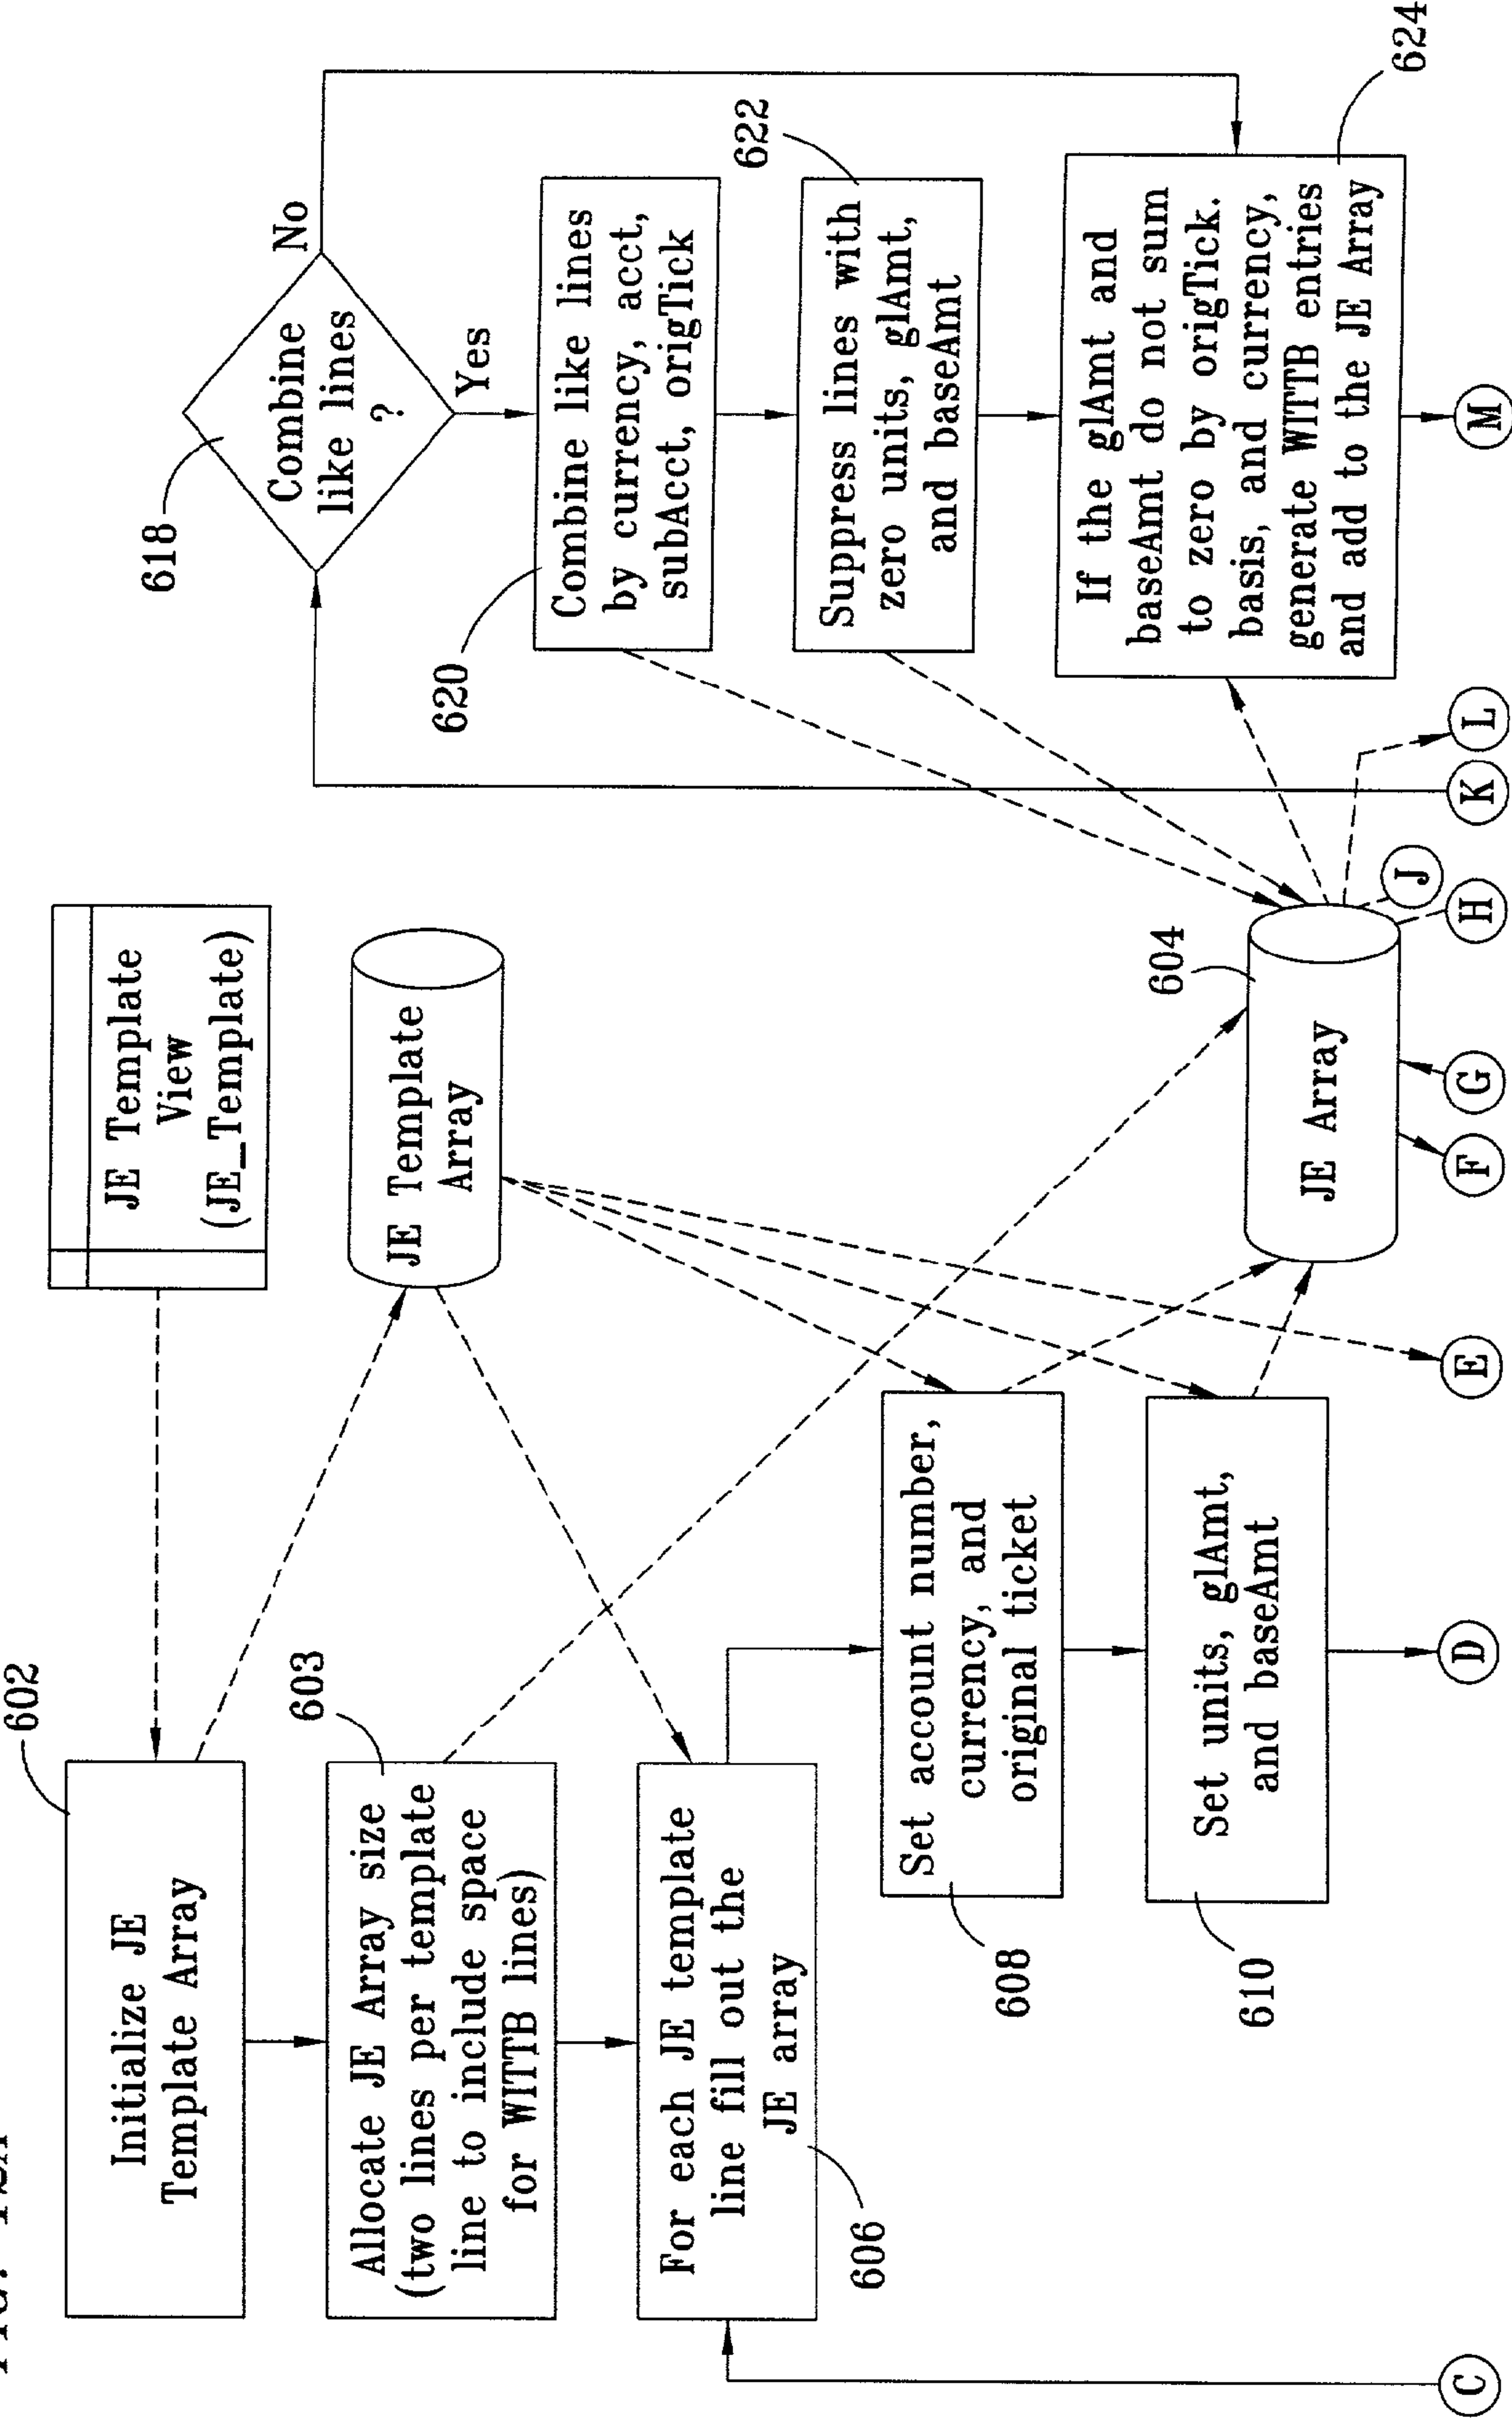 602
Initialize JE
Template Array
JE Template
View
(JE_Template)
603
Allocate JE Array size
(two lines per template
line to include space
for WITTB lines)
JE Template
Array
For each JE template
line fill out the
JE array
606
Set account number,
currency, and
original ticket
608
Set units, glAmt,
and baseAmt
610
604
JE Array
618
Combine
like lines
?
No
Yes
620
Combine like lines
by currency, acct,
subAcct, origTick
622
Suppress lines with
zero units, glAmt,
and baseAmt
If the glAmt and
baseAmt do not sum
to zero by origTick.
basis, and currency,
generate WITTB entries
and add to the JE Array
624
C
D
E
F
G
H
J
K
L
M